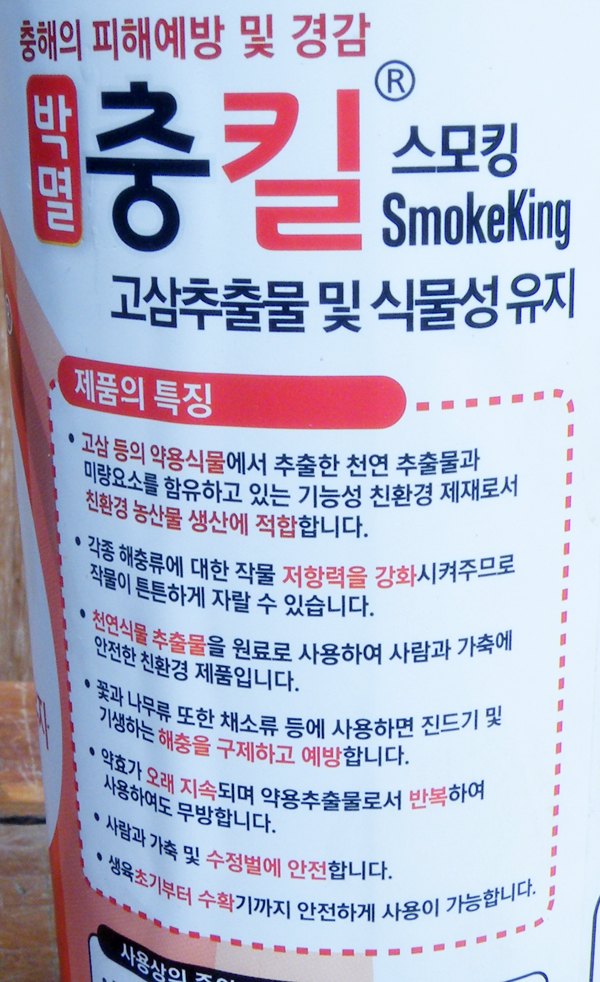 충해의 피해예방 및 경감
박멸
충킬®
스모킹
SmokeKing
고삼추출물 및 식물성 유지
제품의 특징
• 고삼 등의 약용식물에서 추출한 천연 추출물과
미량요소를 함유하고 있는 기능성 친환경 제재로서
친환경 농산물 생산에 적합합니다.
• 각종 해충류에 대한 작물 저항력을 강화시켜주므로
작물이 튼튼하게 자랄 수 있습니다.
• 천연식물 추출물을 원료로 사용하여 사람과 가축에
안전한 친환경 제품입니다.
• 꽃과 나무류 또한 채소류 등에 사용하면 진드기 및
기생하는 해충을 구제하고 예방합니다.
• 약효가 오래 지속되며 약용추출물로서 반복하여
사용하여도 무방합니다.
• 사람과 가축 및 수정벌에 안전합니다.
• 생육초기부터 수확기까지 안전하게 사용이 가능합니다.
사용상의